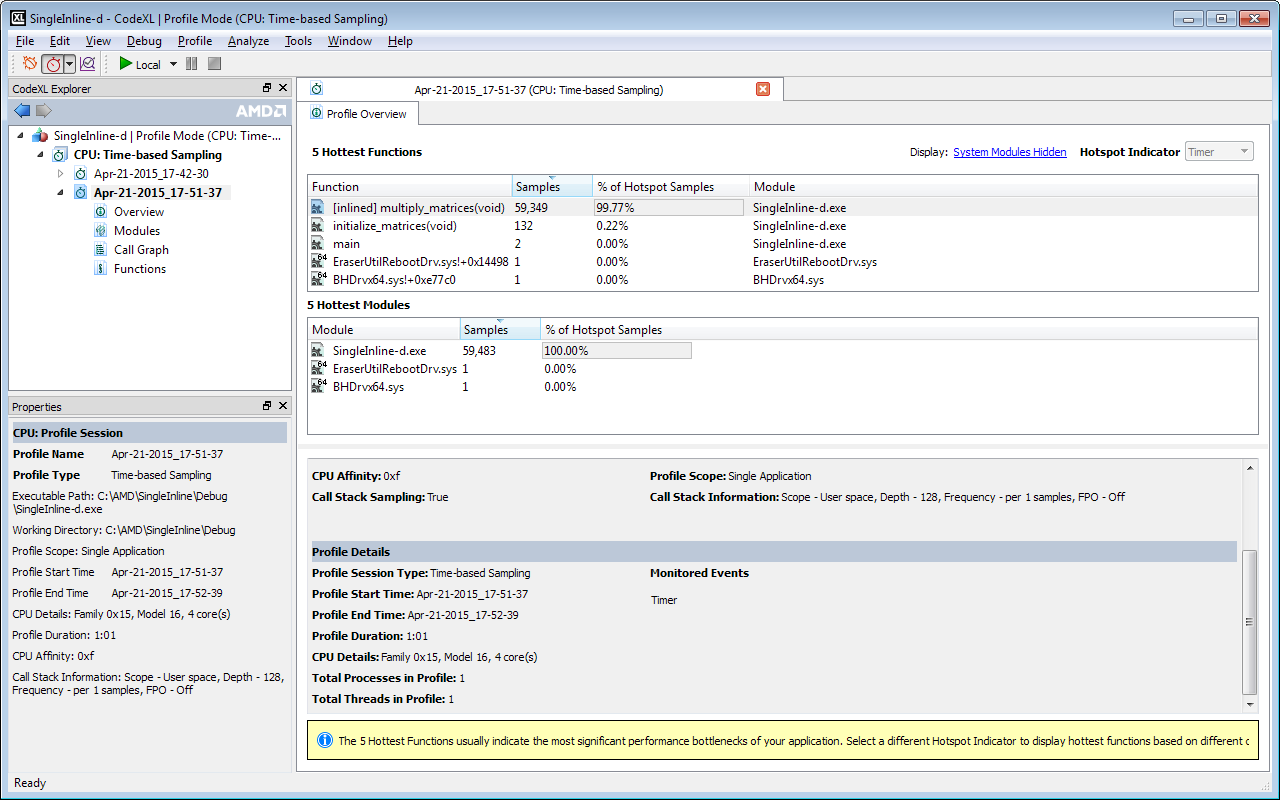 SingleInline-d - CodeXL | Profile Mode (CPU: Time-based Sampling)
File Edit View Debug Profile Analyze Tools Window Help
Local
CodeXL Explorer
AMD
SingleInline-d | Profile Mode (CPU: Time-...
CPU: Time-based Sampling
Apr-21-2015_17-42-30
Apr-21-2015_17-51-37
Overview
Modules
Call Graph
Functions
Properties
CPU: Profile Session
Profile Name Apr-21-2015_17-51-37
Profile Type Time-based Sampling
Executable Path: C:\AMD\SingleInline\Debug
\SingleInline-d.exe
Working Directory: C:\AMD\SingleInline\Debug
Profile Scope: Single Application
Profile Start Time Apr-21-2015_17-51-37
Profile End Time Apr-21-2015_17-52-39
CPU Details: Family 0x15, Model 16, 4 core(s)
Profile Duration: 1:01
CPU Affinity: 0xf
Call Stack Information: Scope - User space, Depth - 128,
Frequency - per 1 samples, FPO - Off
Apr-21-2015_17-51-37 (CPU: Time-based Sampling)
Profile Overview
5 Hottest Functions Display: System Modules Hidden Hotspot Indicator Timer
Function Samples % of Hotspot Samples Module
[inlined] multiply_matrices(void) 59,349 99.77% SingleInline-d.exe
initialize_matrices(void) 132 0.22% SingleInline-d.exe
main 2 0.00% SingleInline-d.exe
64 EraserUtilRebootDrv.sys!+0x14498 1 0.00% EraserUtilRebootDrv.sys
64 BHDrvx64.sys!+0xe77c0 1 0.00% BHDrvx64.sys
5 Hottest Modules
Module Samples % of Hotspot Samples
SingleInline-d.exe 59,483 100.00%
64 EraserUtilRebootDrv.sys 1 0.00%
64 BHDrvx64.sys 1 0.00%
CPU Affinity: 0xf Profile Scope: Single Application
Call Stack Sampling: True Call Stack Information: Scope - User space, Depth - 128, Frequency - per 1 samples, FPO - Off
Profile Details
Profile Session Type: Time-based Sampling Monitored Events
Profile Start Time: Apr-21-2015_17-51-37
Timer
Profile End Time: Apr-21-2015_17-52-39
Profile Duration: 1:01
CPU Details: Family 0x15, Model 16, 4 core(s)
Total Processes in Profile: 1
Total Threads in Profile: 1
The 5 Hottest Functions usually indicate the most significant performance bottlenecks of your application. Select a different Hotspot Indicator to display hottest functions based on different
Ready